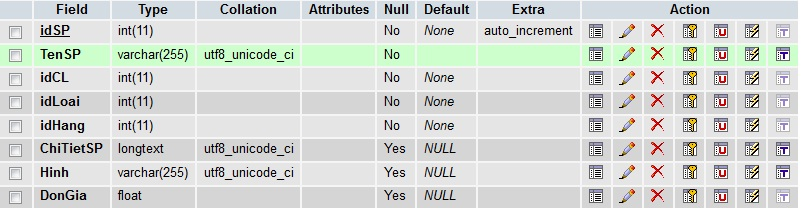 Field Type Collation Attributes Null Default Extra Action
idSP int(11) No None auto_increment
TenSP varchar(255) utf8_unicode_ci No
idCL int(11) No None
idLoai int(11) No None
idHang int(11) No None
ChiTietSP longtext utf8_unicode_ci Yes NULL
Hinh varchar(255) utf8_unicode_ci Yes NULL
DonGia float Yes NULL